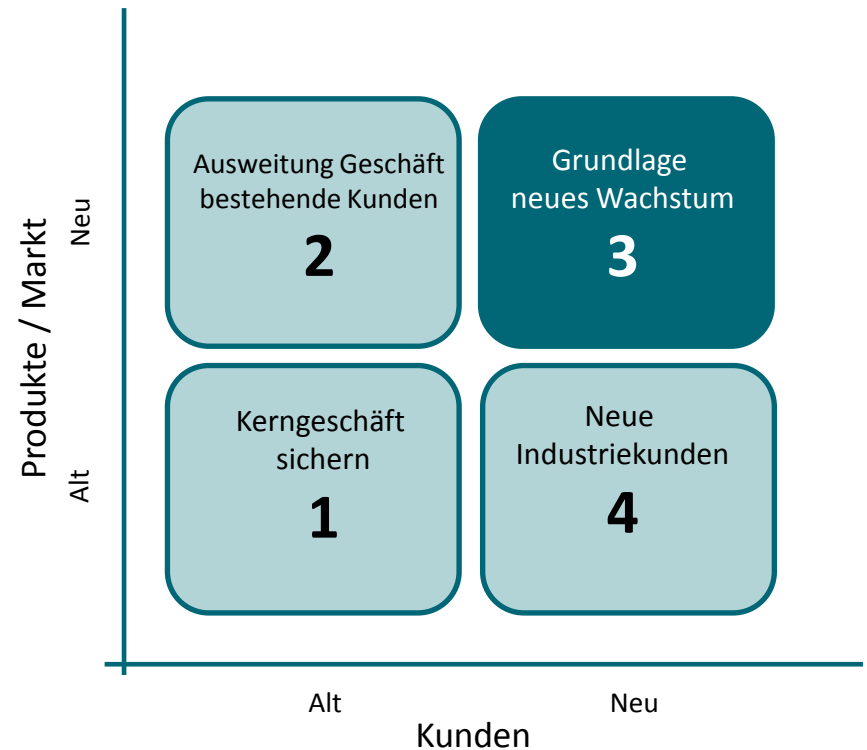 Produkte / Markt
Neu
Alt
Ausweitung Geschäft
bestehende Kunden
2
Grundlage
neues Wachstum
3
Kerngeschäft
sichern
1
Neue
Industriekunden
4
Alt
Neu
Kunden